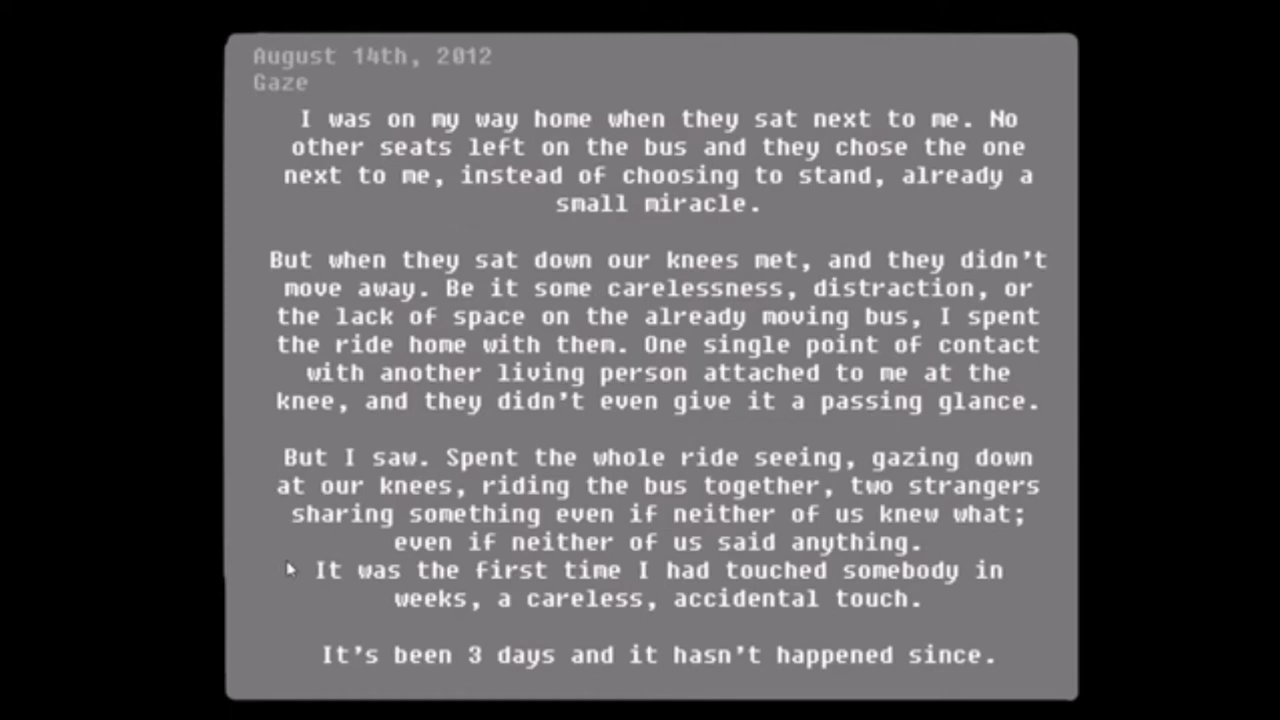 August 14th, 2012
Gaze
I was on my way home when they sat next to me. No
other seats left on the bus and they chose the one
next to me, instead of choosing to stand, already a
small miracle.
But when they sat down our knees met, and they didn't
move away. Be it some carelessness, distraction, or
the lack of space on the already moving bus, I spent
the ride home with them. One single point of contact
with another living person attached to me at the
knee, and they didn't even give it a passing glance.
But I saw. Spent the whole ride seeing, gazing down
at our knees, riding the bus together, two strangers
sharing something even if neither of us knew what;
even if neither of us said anything.
It was the first time I had touched somebody in
weeks, a careless, accidental touch.
It's been 3 days and it hasn't happened since.